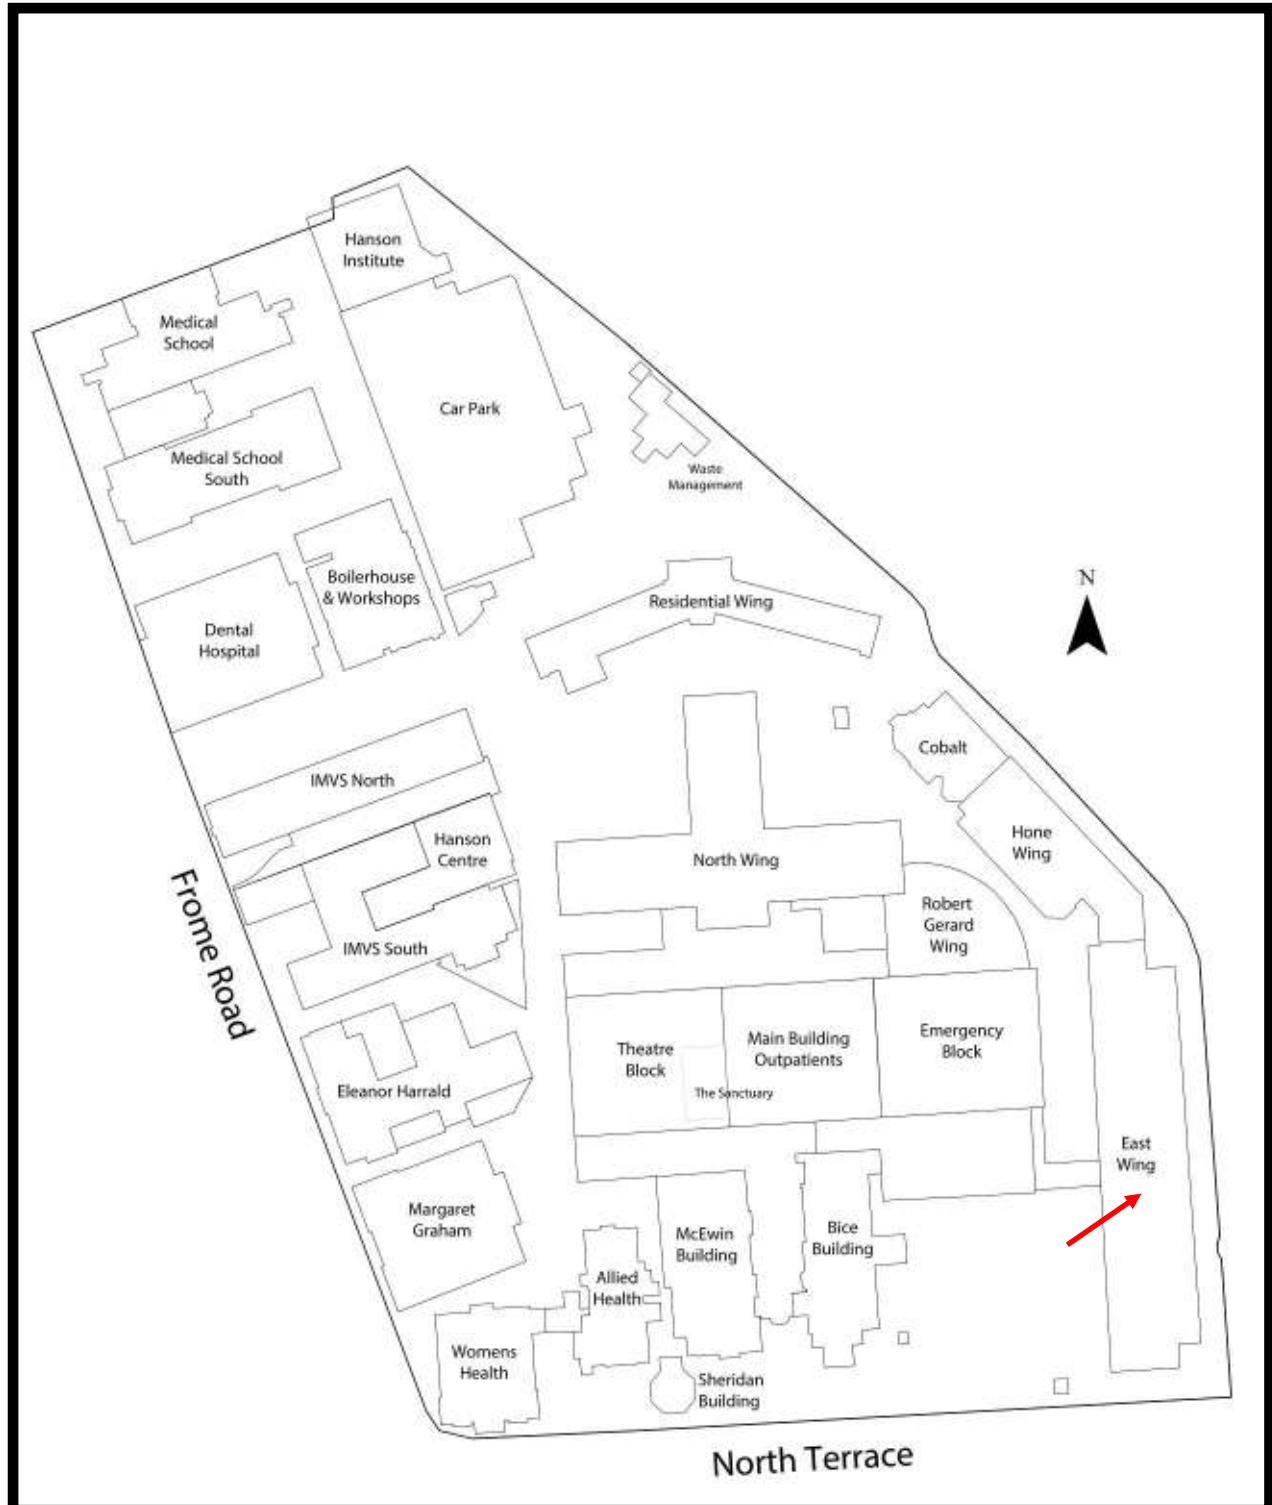 Hanson
Institute
Medical
School
Car Park
Medical School
South
Waste
Management
Boilerhouse
& Workshops
N
Residential Wing
Dental
Hospital
Cobalt
IMVS North
Hone
Wing
Hanson
Centre
North Wing
Robert
Gerard
Wing
IMVS South
Frome Road
Theatre
Block
Main Building
Outpatients
Emergency
Block
The Sanctuary
Eleanor Harrald
East
Wing
Margaret
Graham
McEwin
Building
Bice
Building
Allied
Health
Womens
Health
Sheridan
Building
North Terrace